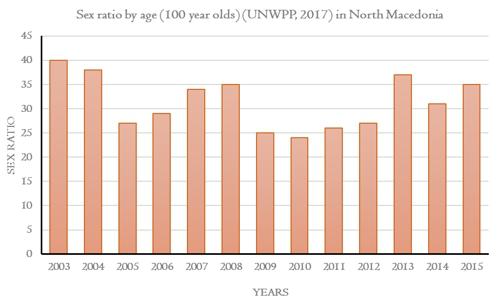 Sex ratio by age (100 year olds) (UNWPP, 2017) in North Macedonia
45
40
35
30
25
20
15
10
5
0
SEX RATIO
2003 2004 2005 2006 2007 2008 2009 2010 2011 2012 2013 2014 2015
YEARS